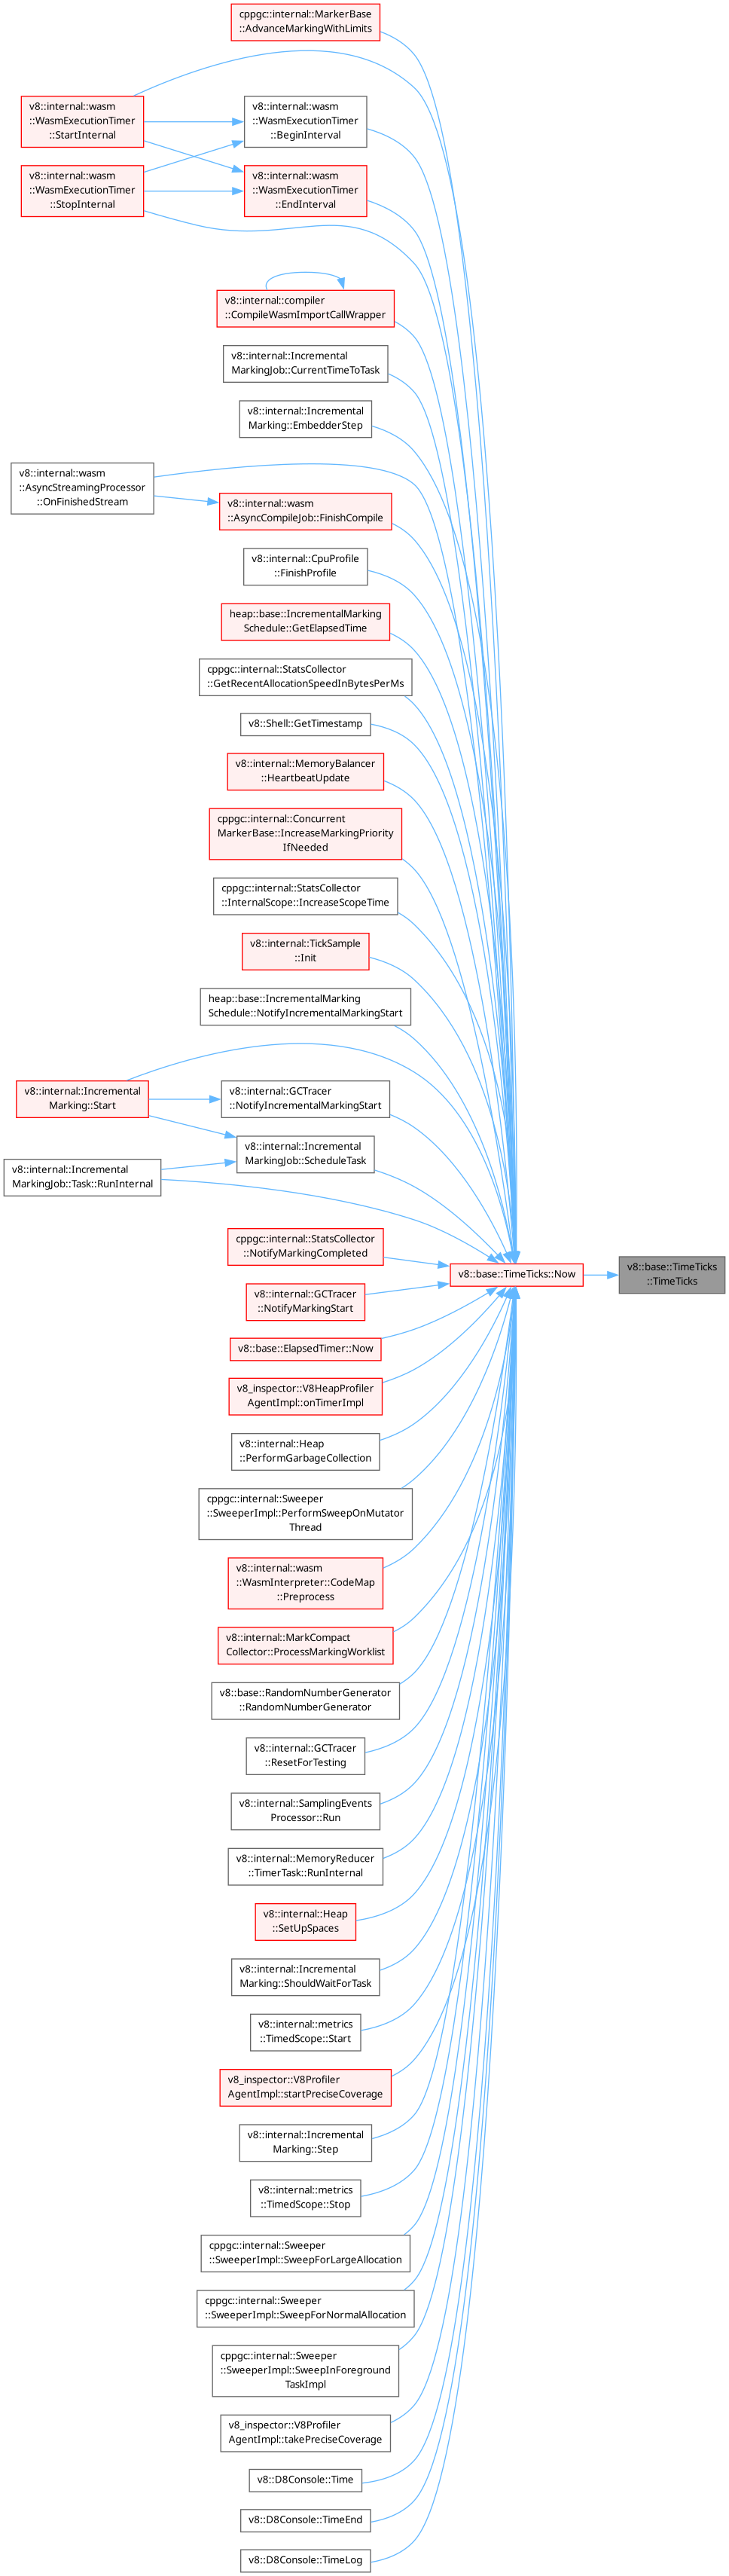 cppgc::internal::MarkerBase
::AdvanceMarkingWithLimits
v8::internal::wasm
::WasmExecutionTimer
::StartInternal
v8::internal::wasm
::WasmExecutionTimer
::BeginInterval
v8::internal::wasm
::WasmExecutionTimer
::StopInternal
v8::internal::wasm
::WasmExecutionTimer
::EndInterval
v8::internal::compiler
::CompileWasmImportCallWrapper
v8::internal::Incremental
MarkingJob::CurrentTimeToTask
v8::internal::Incremental
Marking::EmbedderStep
v8::internal::wasm
::AsyncStreamingProcessor
::OnFinishedStream
v8::internal::wasm
::AsyncCompileJob::FinishCompile
v8::internal::CpuProfile
::FinishProfile
heap::base::IncrementalMarking
Schedule::GetElapsedTime
cppgc::internal::StatsCollector
::GetRecentAllocationSpeedInBytesPerMs
v8::Shell::GetTimestamp
v8::internal::MemoryBalancer
::HeartbeatUpdate
cppgc::internal::Concurrent
MarkerBase::IncreaseMarkingPriority
IfNeeded
cppgc::internal::StatsCollector
::InternalScope::IncreaseScopeTime
v8::internal::TickSample
::Init
heap::base::IncrementalMarking
Schedule::NotifyIncrementalMarkingStart
v8::internal::Incremental
Marking::Start
v8::internal::GCTracer
::NotifyIncrementalMarkingStart
v8::internal::Incremental
MarkingJob::ScheduleTask
v8::internal::Incremental
MarkingJob::Task::RunInternal
cppgc::internal::StatsCollector
::NotifyMarkingCompleted
v8::base::TimeTicks::Now
v8::base::TimeTicks
::TimeTicks
v8::internal::GCTracer
::NotifyMarkingStart
v8::base::ElapsedTimer::Now
v8_inspector::V8HeapProfiler
AgentImpl::onTimerImpl
v8::internal::Heap
::PerformGarbageCollection
cppgc::internal::Sweeper
::SweeperImpl::PerformSweepOnMutator
Thread
v8::internal::wasm
::WasmInterpreter::CodeMap
::Preprocess
v8::internal::MarkCompact
Collector::ProcessMarkingWorklist
v8::base::RandomNumberGenerator
::RandomNumberGenerator
v8::internal::GCTracer
::ResetForTesting
v8::internal::SamplingEvents
Processor::Run
v8::internal::MemoryReducer
::TimerTask::RunInternal
v8::internal::Heap
::SetUpSpaces
v8::internal::Incremental
Marking::ShouldWaitForTask
v8::internal::metrics
::TimedScope::Start
v8_inspector::V8Profiler
AgentImpl::startPreciseCoverage
v8::internal::Incremental
Marking::Step
v8::internal::metrics
::TimedScope::Stop
cppgc::internal::Sweeper
::SweeperImpl::SweepForLargeAllocation
cppgc::internal::Sweeper
::SweeperImpl::SweepForNormalAllocation
cppgc::internal::Sweeper
::SweeperImpl::SweepInForeground
TaskImpl
v8_inspector::V8Profiler
AgentImpl::takePreciseCoverage
v8::D8Console::Time
v8::D8Console::TimeEnd
v8::D8Console::TimeLog